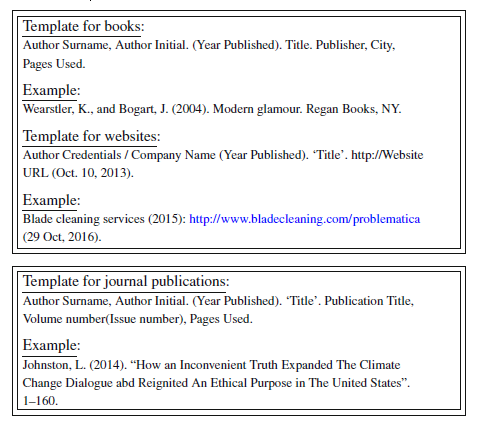 Template for books:
Author Surname, Author Initial. (Year Published). Title. Publisher, City,
Pages Used.
Example:
Wearstler, K., and Bogart, J. (2004). Modern glamour. Regan Books, NY.
Template for websites:
Author Credentials / Company Name (Year Published). ‘Title’. http://Website
URL (Oct. 10, 2013).
Example:
Blade cleaning services (2015): http://www.bladecleaning.com/problematica
(29 Oct, 2016).
Template for journal publications:
Author Surname, Author Initial. (Year Published). ‘Title’. Publication Title,
Volume number(Issue number), Pages Used.
Example:
Johnston, L. (2014). “How an Inconvenient Truth Expanded The Climate
Change Dialogue abd Reignited An Ethical Purpose in The United States”.
1–160.